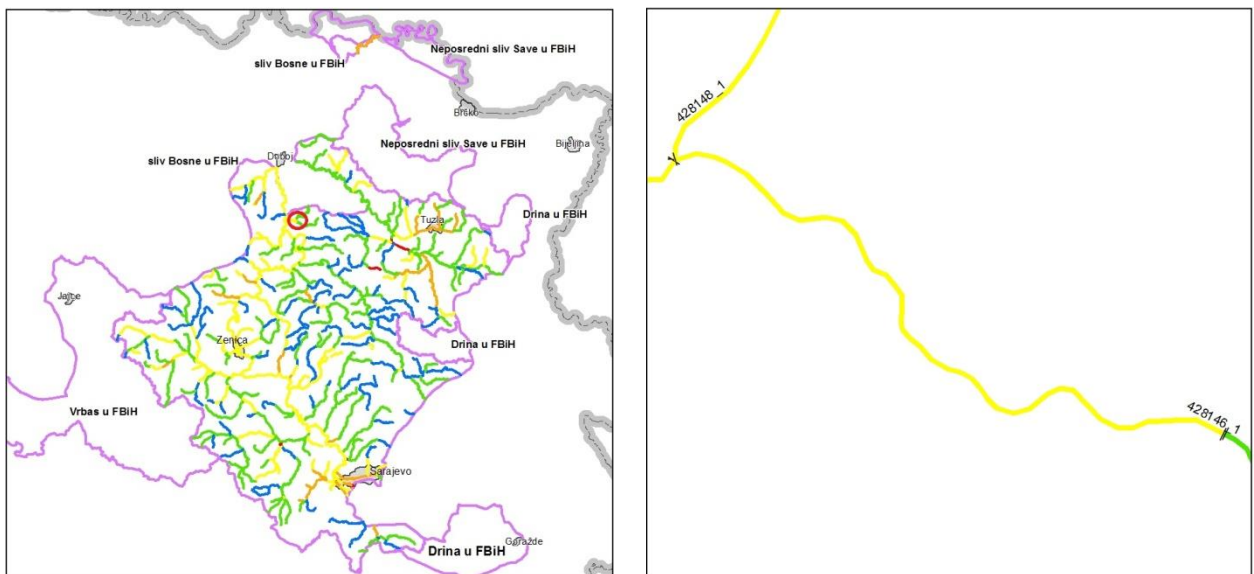 Neposredni sliv Save u FBiH
sliv Bosne u FBiH
Brčko
Bijeljina
Neposredni sliv Save u FBiH
Doboj
sliv Bosne u FBiH
Drina u FBiH
Tuzla
Jajce
Zenica
Drina u FBiH
Vrbas u FBiH
Sarajevo
Goražde
Drina u FBiH
428148_1
428146_1